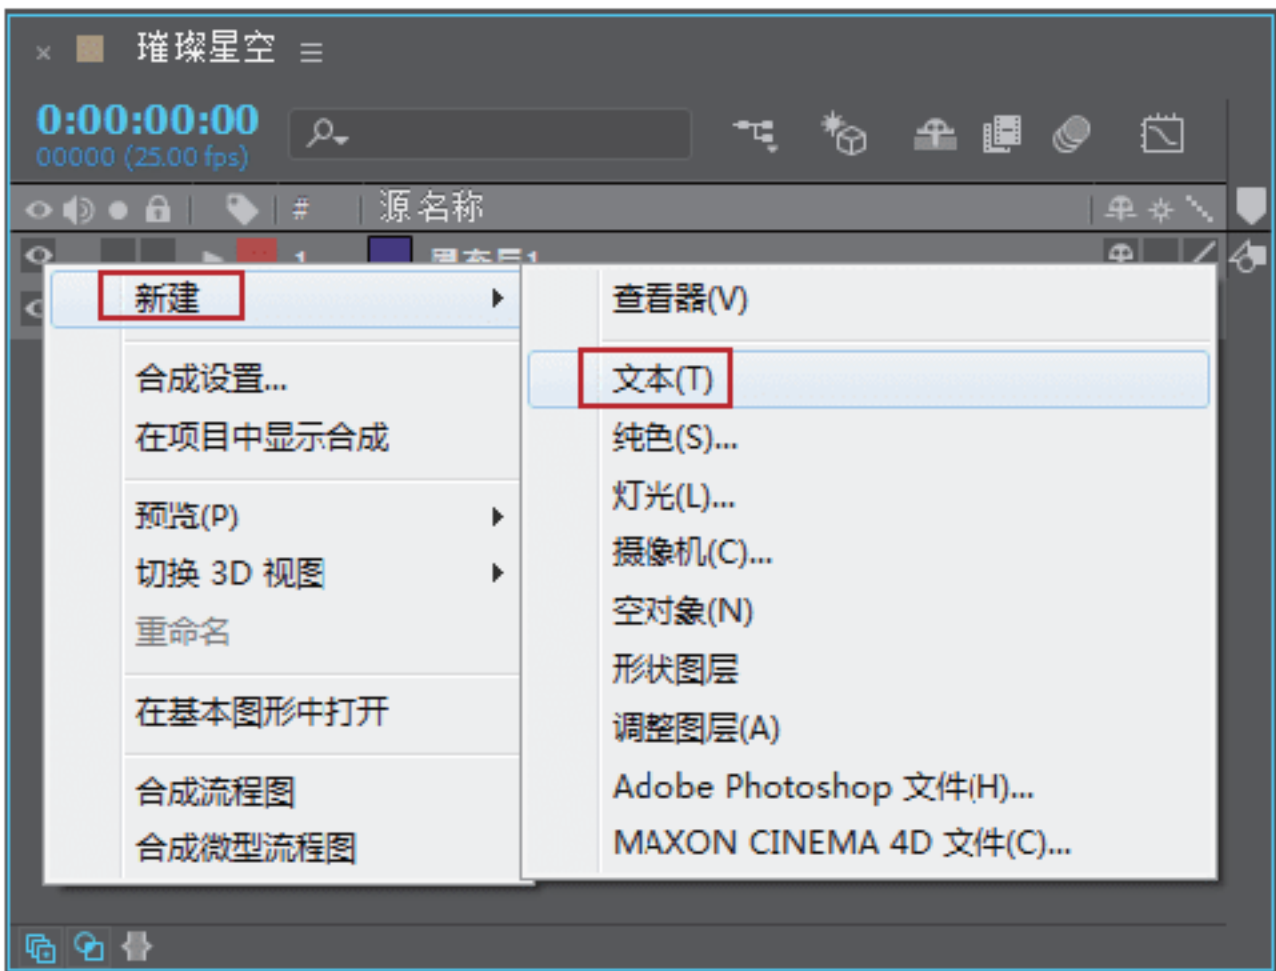 璀璨星空
0:00:00:00
00000 (25.00 fps)
# 源名称
1
新建
合成设置...
在项目中显示合成
预览(P)
切换 3D 视图
重命名
在基本图形中打开
合成流程图
合成微型流程图
查看器(V)
文本(T)
纯色(S)...
灯光(L)...
摄像机(C)...
空对象(N)
形状图层
调整图层(A)
Adobe Photoshop 文件(H)...
MAXON CINEMA 4D 文件(C)...